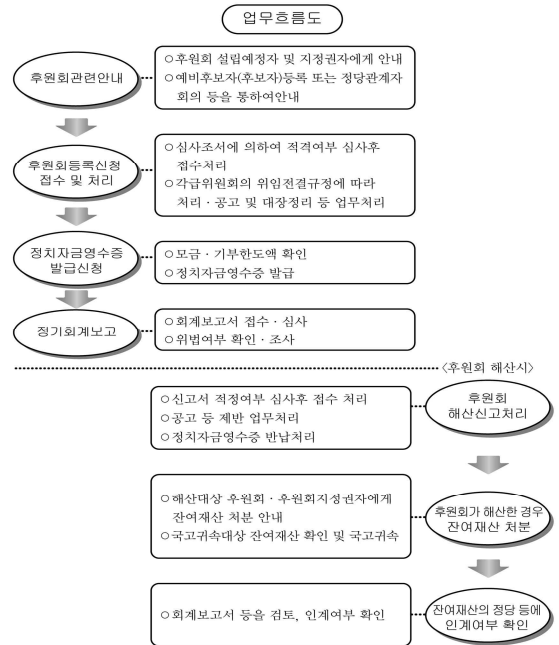 업무흐름도
후원회관련안내
○후원회 설립예정자 및 지정권자에게 안내
○예비후보자(후보자)등록 또는 정당관계자
회의 등을 통하여안내
후원회등록신청
접수 및 처리
○심사조서에 의하여 적격여부 심사후
접수처리
○각급위원회의 위임전결규정에 따라
처리ㆍ공고 및 대장정리 등 업무처리
정치자금영수증
발급신청
○모금ㆍ기부한도액 확인
○정치자금영수증 발급
정기회계보고
○회계보고서 접수ㆍ심사
○위법여부 확인ㆍ조사
〈후원회 해산시〉
○신고서 적정여부 심사후 접수 처리
○공고 등 제반 업무처리
○정치자금영수증 반납처리
후원회
해산신고처리
○해산대상 후원회ㆍ후원회지성권자에게
잔여재산 처분 안내
○국고귀속대상 잔여재산 확인 및 국고귀속
후원회가 해산한 경우
잔여재산 처분
○회계보고서 등을 검토, 인계여부 확인
잔여재산의 정당 등에
인계여부 확인